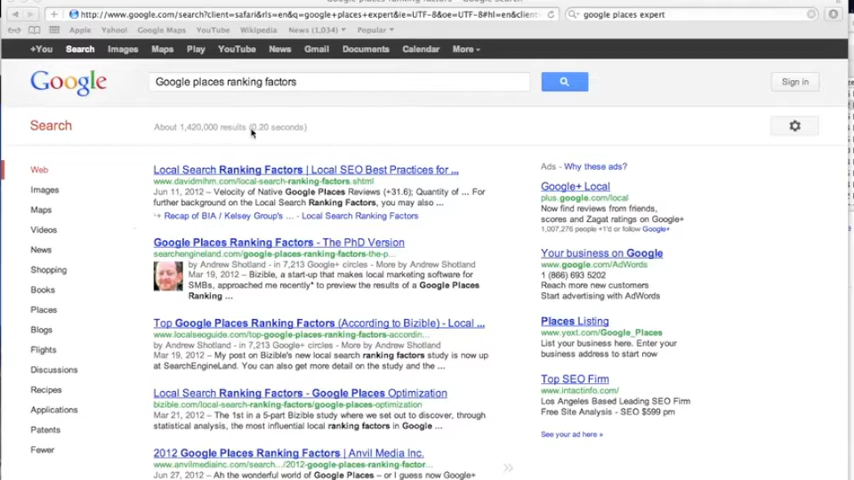 http://www.google.com/search?client=safari&rls=en&q=google+places+expert&ie=UTF-8&oe=UTF-8#hl=en&client=
google places expert
Apple Yahoo! Google Maps YouTube Wikipedia News (1,034) Popular
+You Search Images Maps Play YouTube News Gmail Documents Calendar More
Google
Google places ranking factors
Sign in
Search
About 1,420,000 results (0.20 seconds)
Web
Images
Maps
Videos
News
Shopping
Books
Places
Blogs
Flights
Discussions
Recipes
Applications
Patents
Fewer
Local Search Ranking Factors | Local SEO Best Practices for ...
www.davidmihm.com/local-search-ranking-factors.shtml
Jun 11, 2012 – Velocity of Native Google Places Reviews (+31.6); Quantity of ... For
further background on the Local Search Ranking Factors, you may also ...
Recap of BIA / Kelsey Group's ... - Local Search Ranking Factors
Google Places Ranking Factors - The PhD Version
searchengineland.com/google-places-ranking-factors-the-p...
by Andrew Shotland - in 7,213 Google+ circles - More by Andrew Shotland
Mar 19, 2012 – Bizible, a start-up that makes local marketing software for
SMBs, approached me recently* to preview the results of a Google Places
Ranking ...
Top Google Places Ranking Factors (According to Bizible) - Local ...
www.localseoguide.com/top-google-places-ranking-factors-accordin...
by Andrew Shotland - in 7,213 Google+ circles - More by Andrew Shotland
Mar 19, 2012 – My post on Bizible's new local search ranking factors study is now up
at SearchEngineLand. You can also get more detail on the study and the ...
Local Search Ranking Factors - Google Places Optimization
bizible.com/local-search-ranking-factors/google-places-optimization
Mar 21, 2012 – The 1st in a 5-part Bizible study where we set out to discover, through
statistical analysis, the most influential local ranking factors in Google ...
2012 Google Places Ranking Factors | Anvil Media Inc.
www.anvilmediainc.com/search.../2012-google-places-ranking-factor...
Jun 27, 2012 – Ah the wonderful world of Google Places – or I guess now Google+
Ads - Why these ads?
Google+ Local
plus.google.com/local
Now find reviews from friends,
scores and Zagat ratings on Google+
1,007,276 people +1'd or follow Google+
Your business on Google
www.google.com/AdWords
1 (866) 693 5202
Reach more new customers
Start advertising with AdWords
Places Listing
www.yext.com/Google_Places
List your business here. Enter your
business address to start now
Top SEO Firm
www.intactinfo.com/
Los Angeles Based Leading SEO Firm
Free Site Analysis - SEO $599 pm
See your ad here »